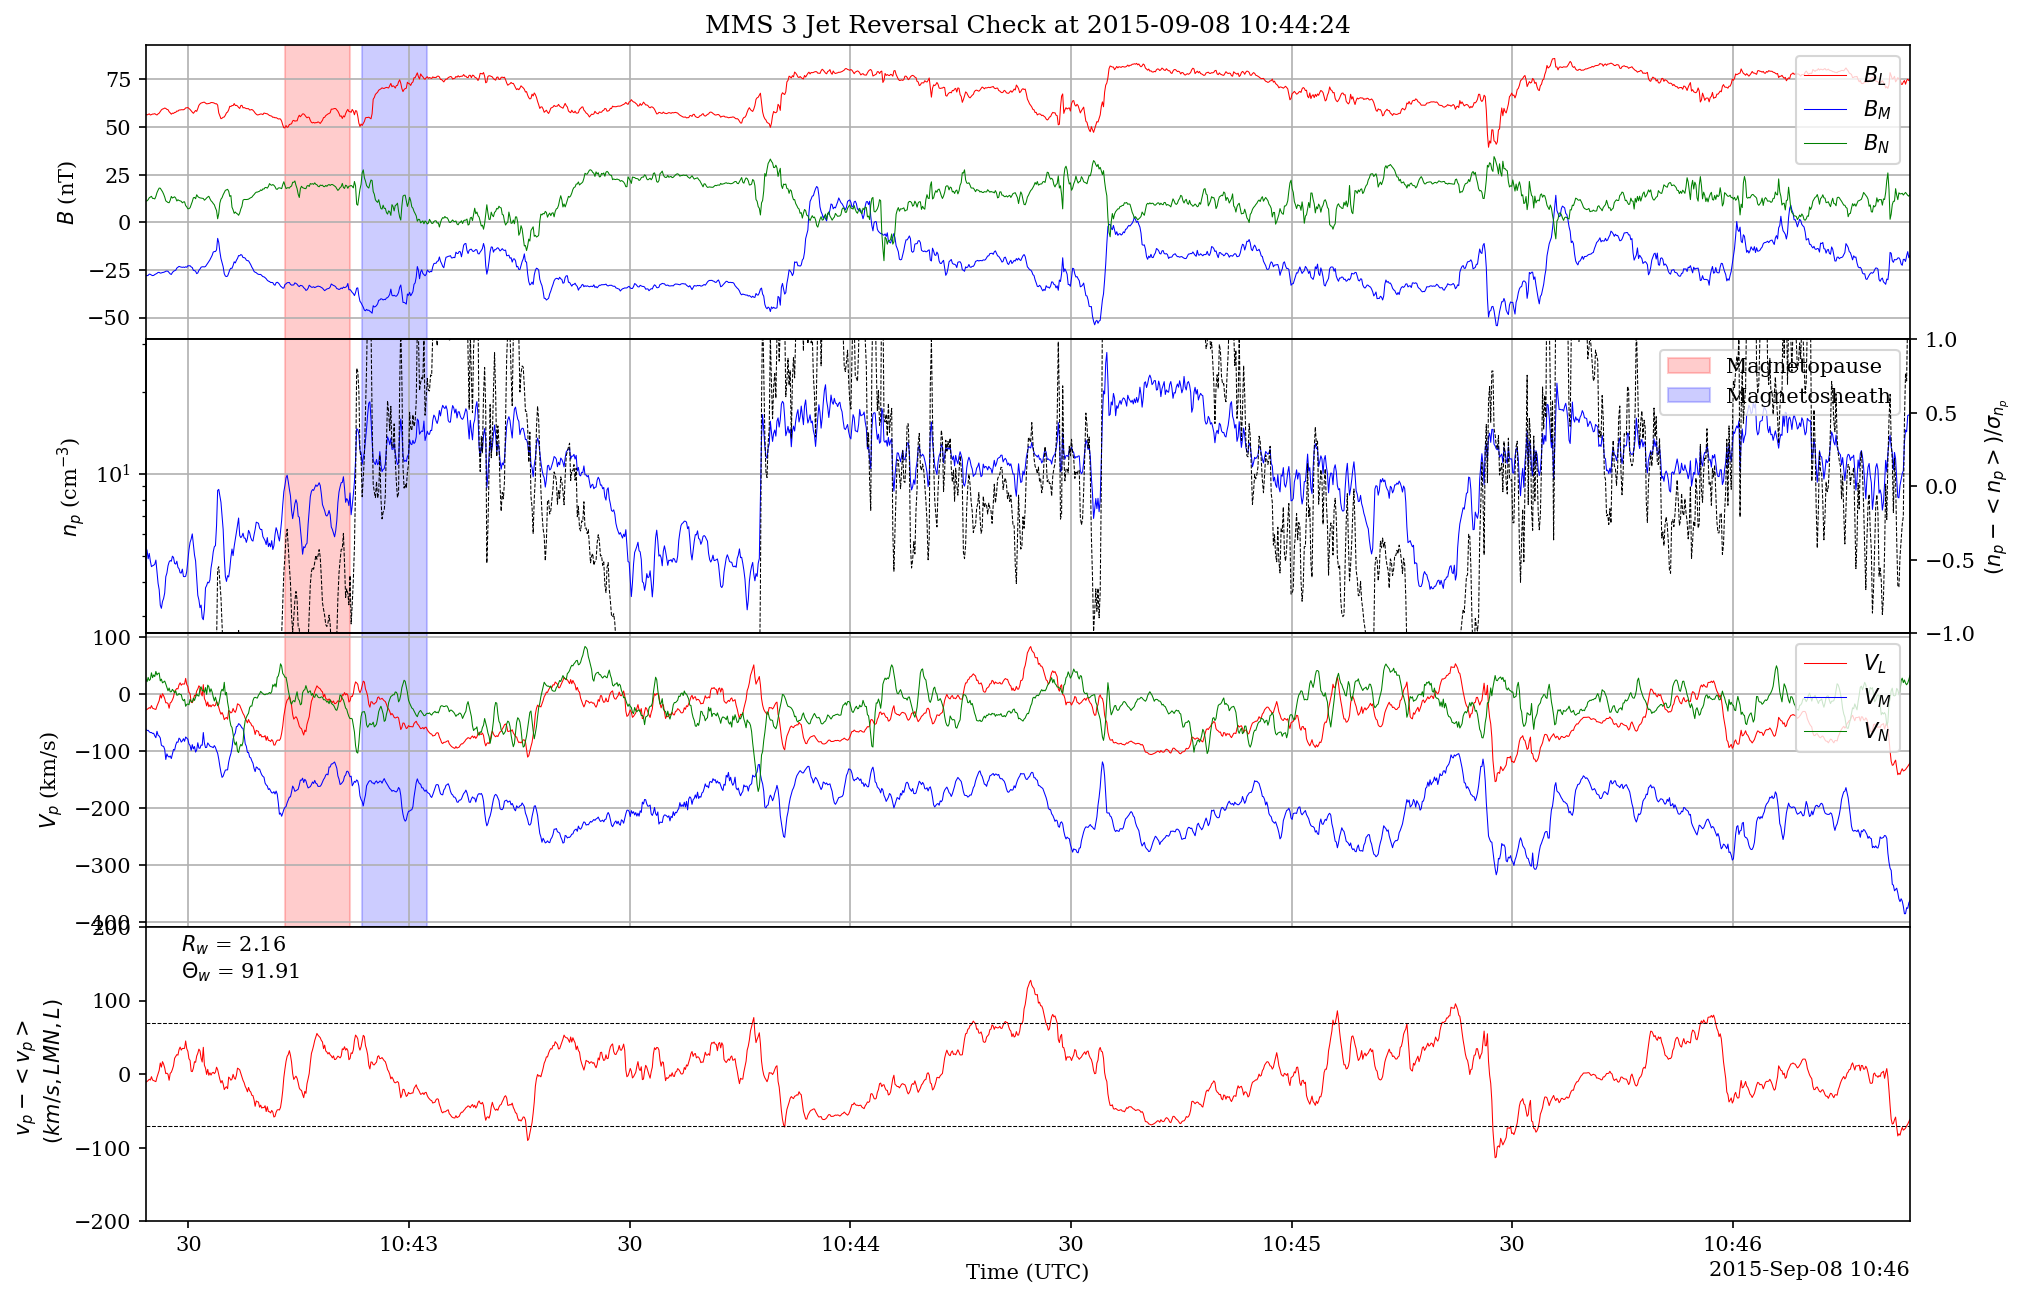 MMS 3 Jet Reversal Check at 2015-09-08 10:44:24
75
50
25
0
−25
−50
B (nT)
B_L
B_M
B_N
10^1
n_p (cm^−3)
Magnetopause
Magnetosheath
1.0
0.5
0.0
−0.5
−1.0
(n_p − < n_p >)/σ_{n_p}
100
0
−100
−200
−300
−400
V_p (km/s)
V_L
V_M
V_N
200
100
0
−100
−200
v_p − < v_p >
(km/s, LMN, L)
R_w = 2.16
Θ_w = 91.91
30 10:43 30 10:44 30 10:45 30 10:46
Time (UTC)
2015-Sep-08 10:46